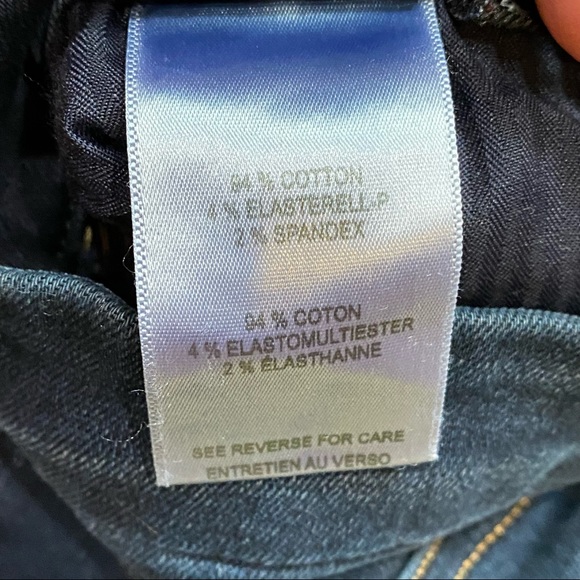 94 % COTTON
4 % ELASTERELL-P
2 % SPANDEX
94 % COTON
4 % ELASTOMULTIESTER
2 % ÉLASTHANNE
SEE REVERSE FOR CARE
ENTRETIEN AU VERSO